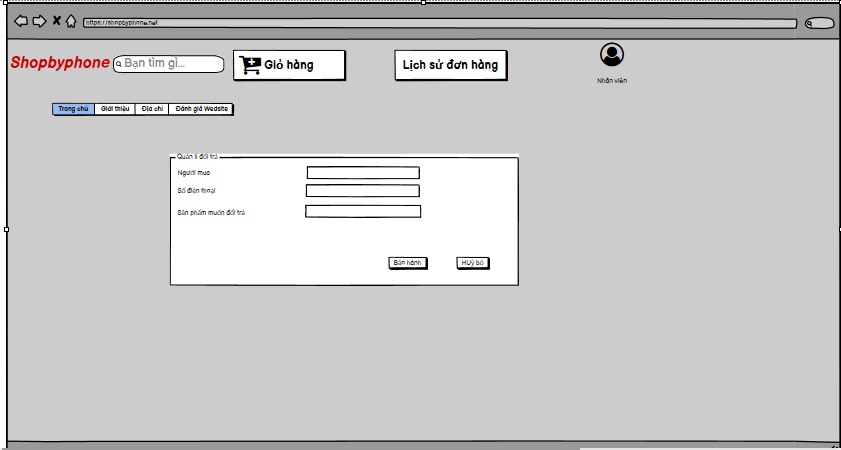 https://shopbyphone.net
Shopbyphone
Bạn tìm gì...
Giỏ hàng
Lịch sử đơn hàng
Nhân viên
Trang chủ
Giới thiệu
Địa chỉ
Đánh giá Wedsite
Quản lí đổi trả
Người mua
Số điện thoại
Sản phẩm muốn đổi trả
Bảo hành
HUỷ bỏ